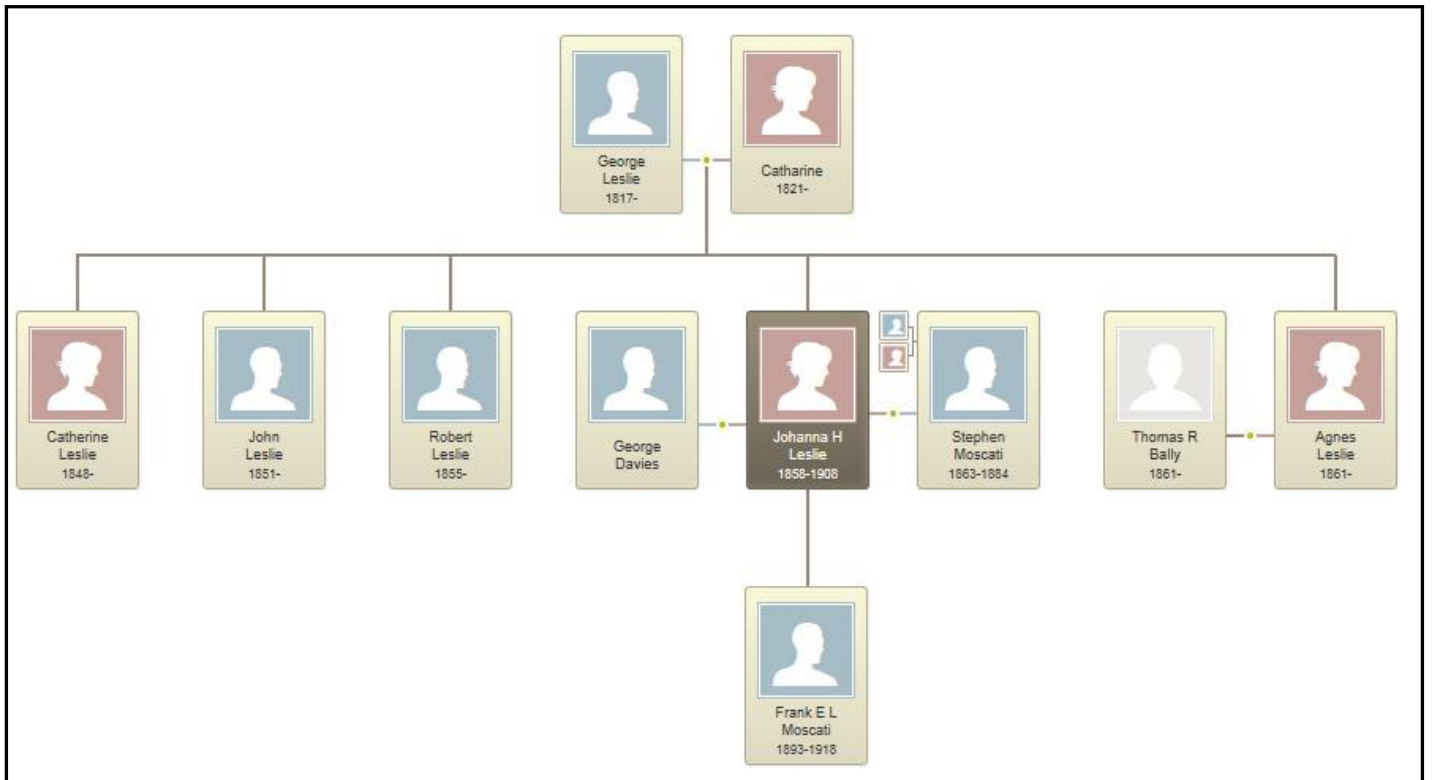 George
Leslie
1817-
Catharine
1821-
Catherine
Leslie
1848-
John
Leslie
1851-
Robert
Leslie
1855-
George
Davies
Johanna H
Leslie
1858-1908
Stephen
Moscati
1863-1884
Thomas R
Bally
1861-
Agnes
Leslie
1861-
Frank E L
Moscati
1893-1918